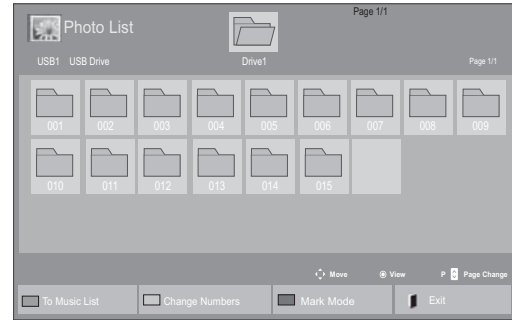 Page 1/1
Photo List
USB1 USB Drive Drive1 Page 1/1
001 002 003 004 005 006 007 008 009
010 011 012 013 014 015
Move View P Page Change
To Music List Change Numbers Mark Mode Exit